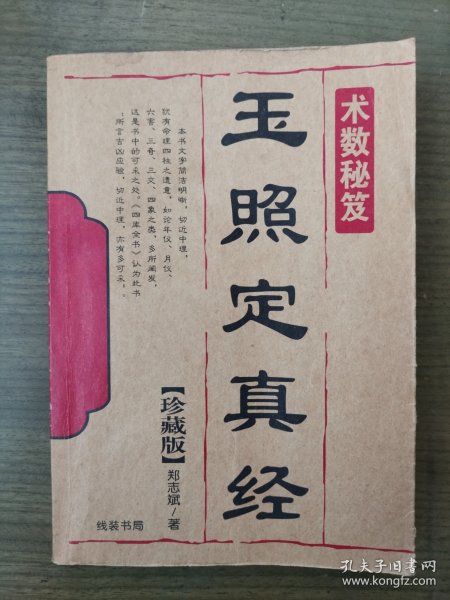 术数秘笈
玉照定真经
本书文字简洁明晰，切近中理，
犹有命理四柱之遗意，如论年仪、月仪、
六害、三奇、三交、四象之类，多所阐发，
这是书中的可采之处。《四库全书》认为此书
：所言吉凶应验，切近中理，亦有多可采：。
【珍藏版】
郑志斌/著
线装书局
孔夫子旧书网
www.kongfz.com